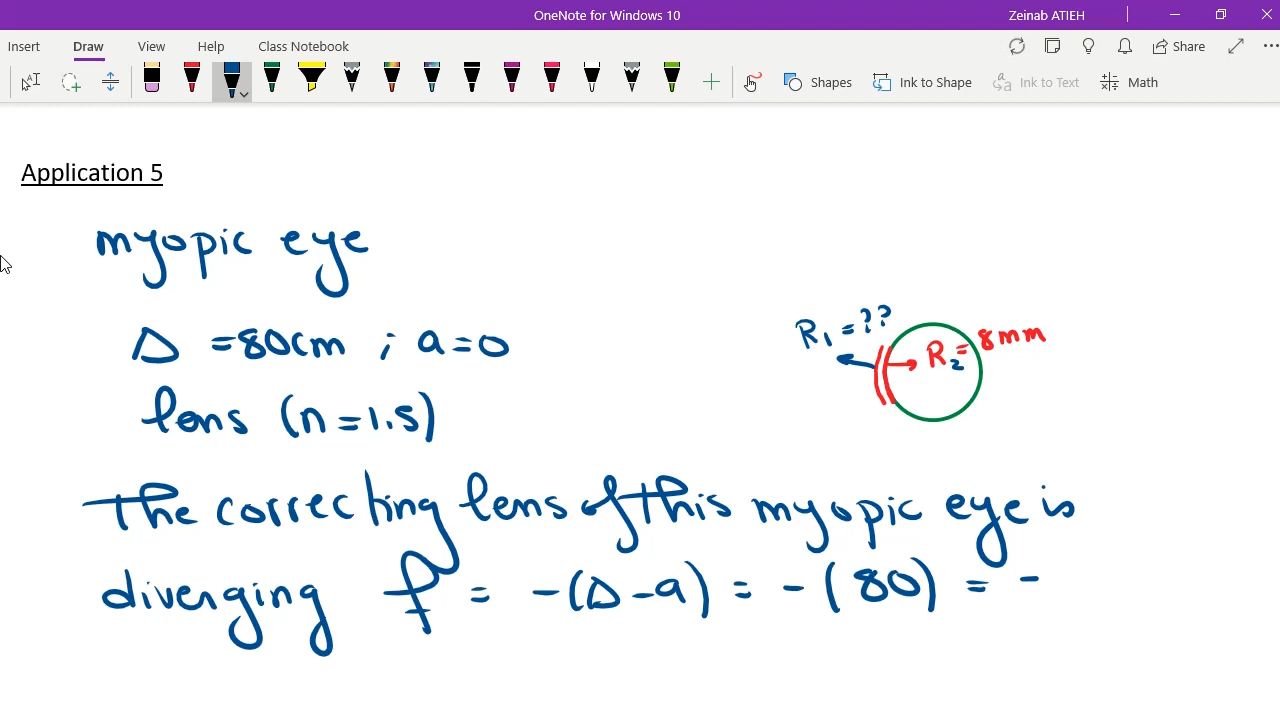 OneNote for Windows 10
Zeinab ATIEH
Insert Draw View Help Class Notebook Share
Shapes Ink to Shape Ink to Text Math
Application 5
myopic eye
Δ = 80cm ; a = 0
lens (n = 1.5)
R1 = ??
R2 = 8mm
The correcting lens of this myopic eye is
diverging f = -(Δ - a) = -(80) = -